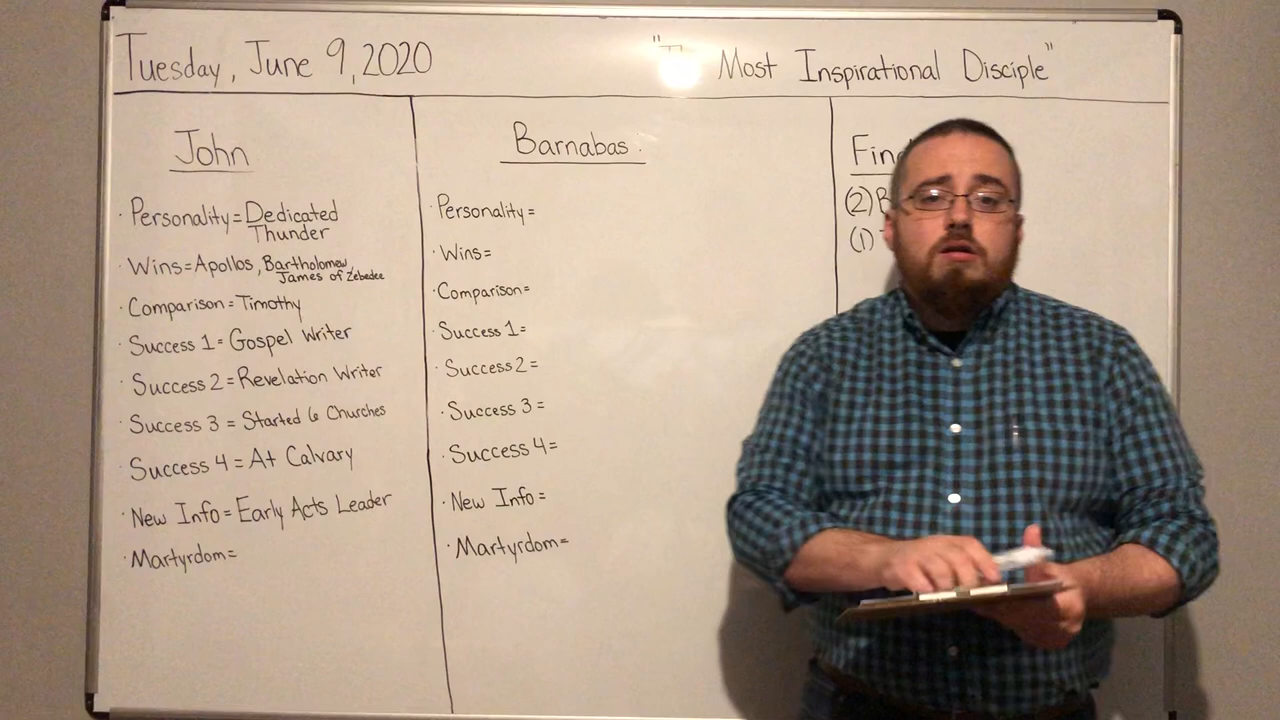 Tuesday, June 9, 2020
" Most Inspirational Disciple"
John
· Personality = Dedicated
Thunder
· Wins = Apollos, Bartholomew,
James of Zebedee
· Comparison = Timothy
· Success 1 = Gospel Writer
· Success 2 = Revelation Writer
· Success 3 = Started 6 Churches
· Success 4 = At Calvary
· New Info = Early Acts Leader
· Martyrdom =
Barnabas:
· Personality =
· Wins =
· Comparison =
· Success 1 =
· Success 2 =
· Success 3 =
· Success 4 =
· New Info =
· Martyrdom =
(2)
(1)